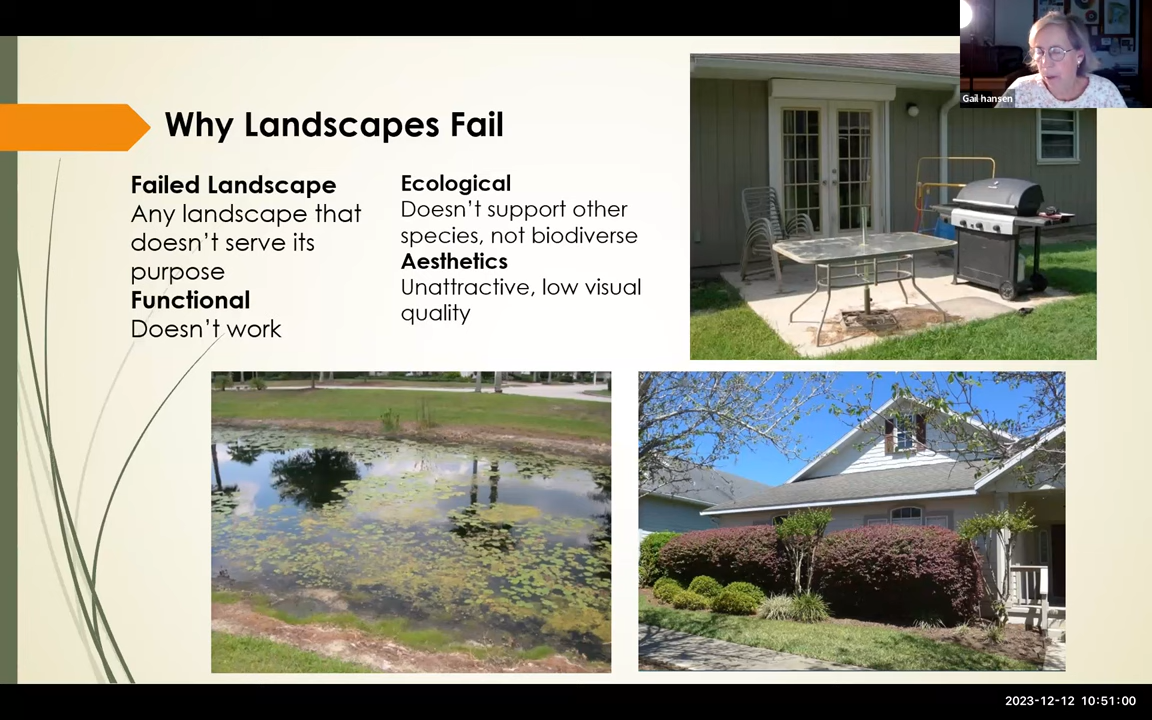 Gail hansen
Why Landscapes Fail
Failed Landscape
Any landscape that
doesn’t serve its
purpose
Functional
Doesn’t work
Ecological
Doesn’t support other
species, not biodiverse
Aesthetics
Unattractive, low visual
quality
2023-12-12 10:51:00